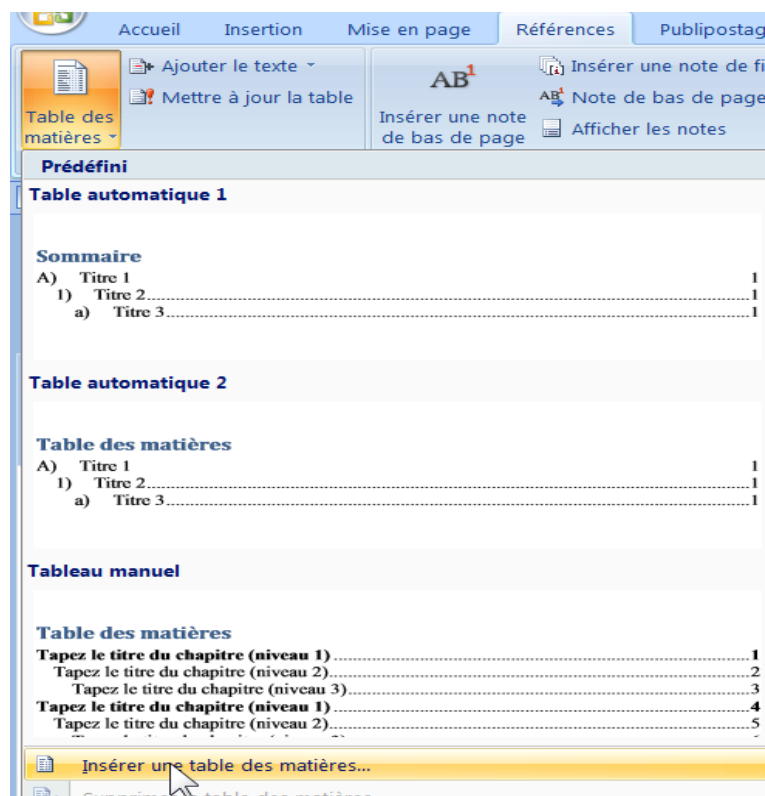 Accueil Insertion Mise en page Références Publipostag
Ajouter le texte
Mettre à jour la table
Table des
matières
AB1
Insérer une note
de bas de page
Insérer une note de fi
AB Note de bas de page
Afficher les notes
Prédéfini
Table automatique 1
Sommaire
A) Titre 1 1
1) Titre 2 1
a) Titre 3 1
Table automatique 2
Table des matières
A) Titre 1 1
1) Titre 2 1
a) Titre 3 1
Tableau manuel
Table des matières
Tapez le titre du chapitre (niveau 1) 1
Tapez le titre du chapitre (niveau 2) 2
Tapez le titre du chapitre (niveau 3) 3
Tapez le titre du chapitre (niveau 1) 4
Tapez le titre du chapitre (niveau 2) 5
Insérer une table des matières...
table des matières